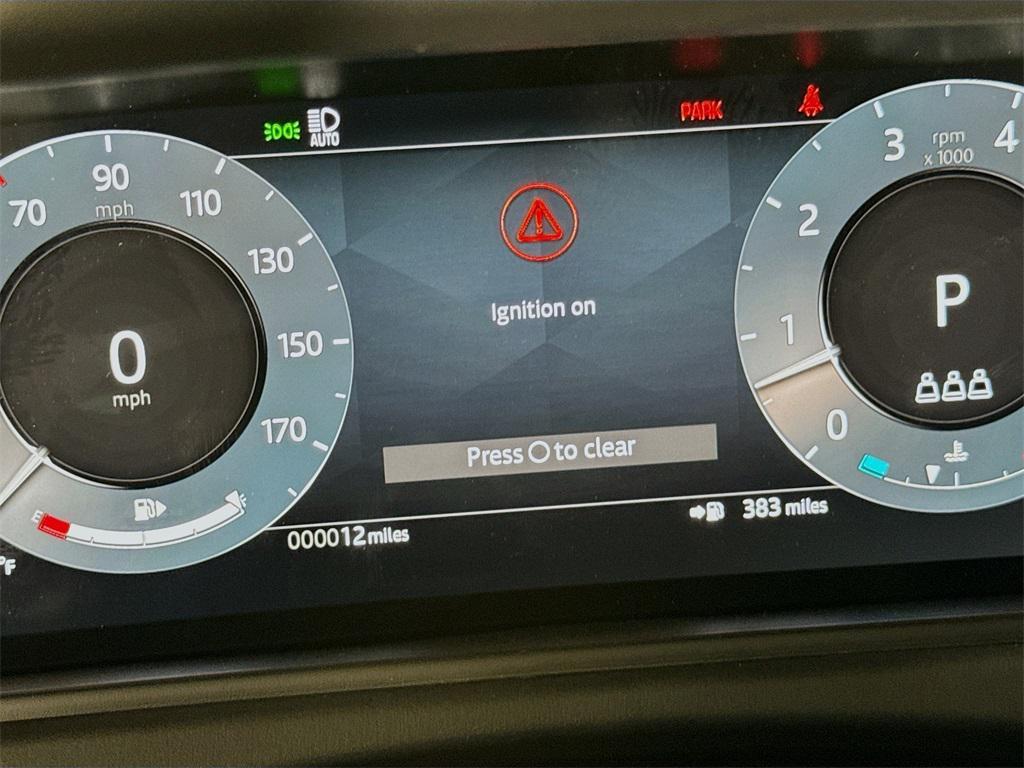 AUTO
PARK
70
90
mph
110
130
150
170
0
mph
E
F
°F
Ignition on
Press to clear
000012 miles
383 miles
0
1
2
3
4
rpm
x 1000
P